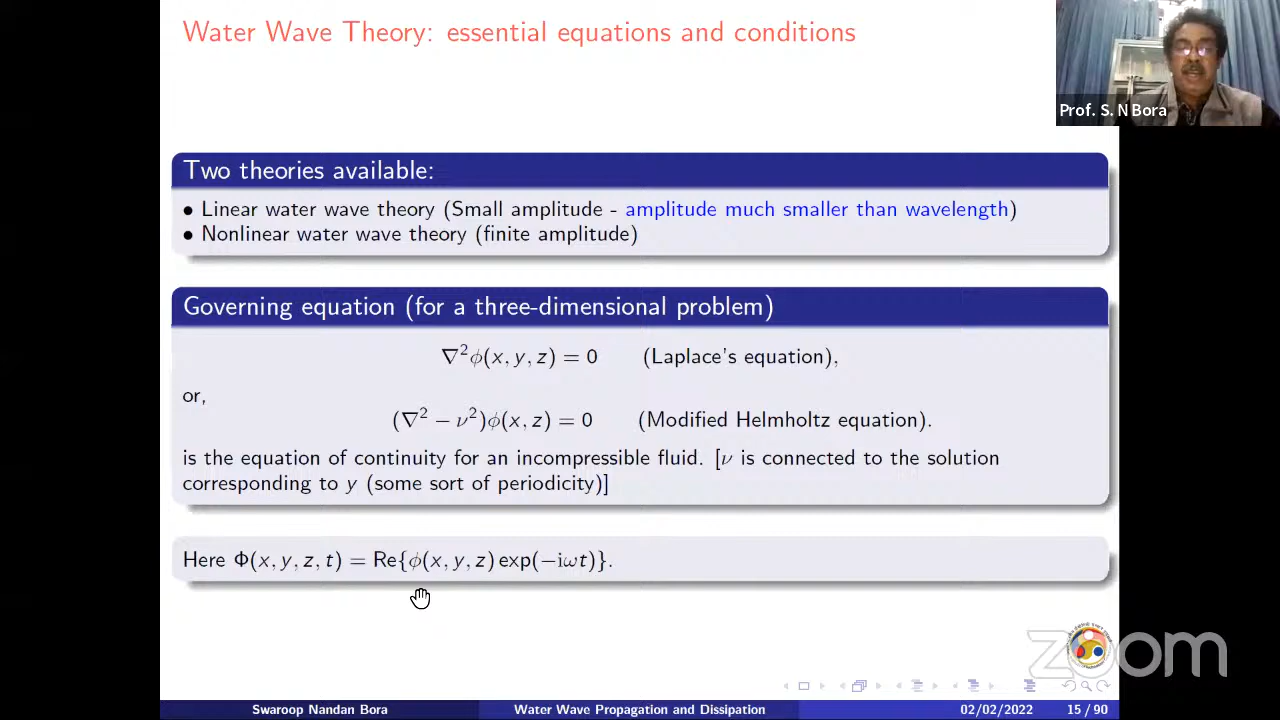 Water Wave Theory: essential equations and conditions
Prof. S. N Bora
Two theories available:
• Linear water wave theory (Small amplitude - amplitude much smaller than wavelength)
• Nonlinear water wave theory (finite amplitude)
Governing equation (for a three-dimensional problem)
∇²ϕ(x, y, z) = 0 (Laplace's equation),
or,
(∇² − ν²)ϕ(x, z) = 0 (Modified Helmholtz equation).
is the equation of continuity for an incompressible fluid. [ν is connected to the solution
corresponding to y (some sort of periodicity)]
Here Φ(x, y, z, t) = Re{ϕ(x, y, z) exp(−iωt)}.
zoom
Swaroop Nandan Bora Water Wave Propagation and Dissipation 02/02/2022 15 / 90